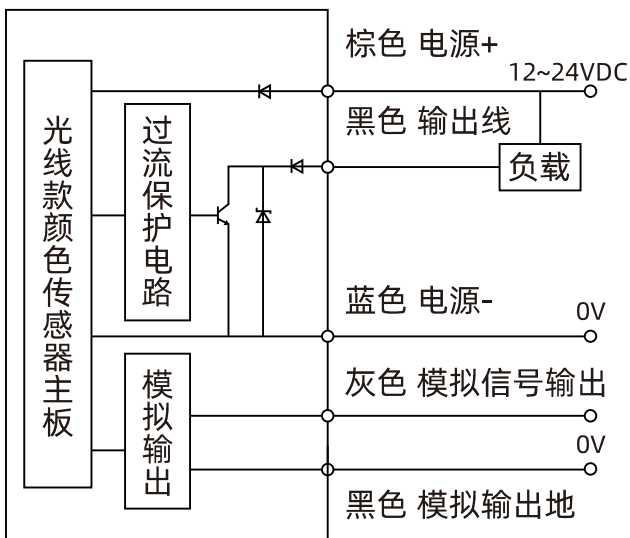 棕色 电源+
12~24VDC
黑色 输出线
负载
光线款颜色传感器主板
过流保护电路
蓝色 电源-
0V
灰色 模拟信号输出
模拟输出
0V
黑色 模拟输出地